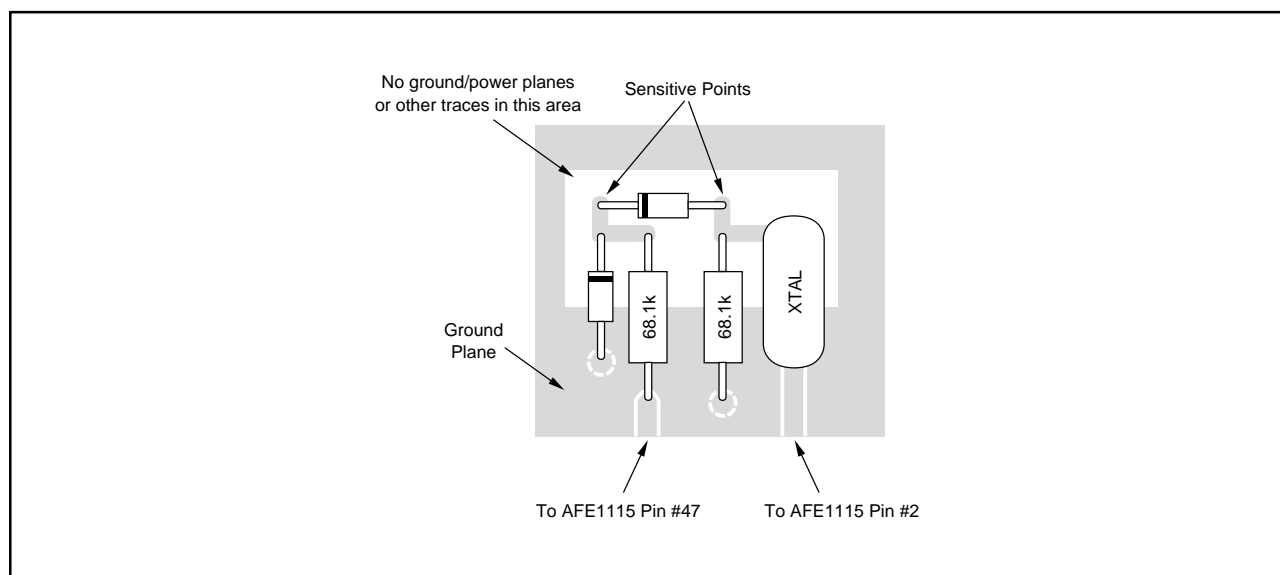 No ground/power planes
or other traces in this area
Sensitive Points
68.1k
68.1k
XTAL
Ground
Plane
To AFE1115 Pin #47
To AFE1115 Pin #2